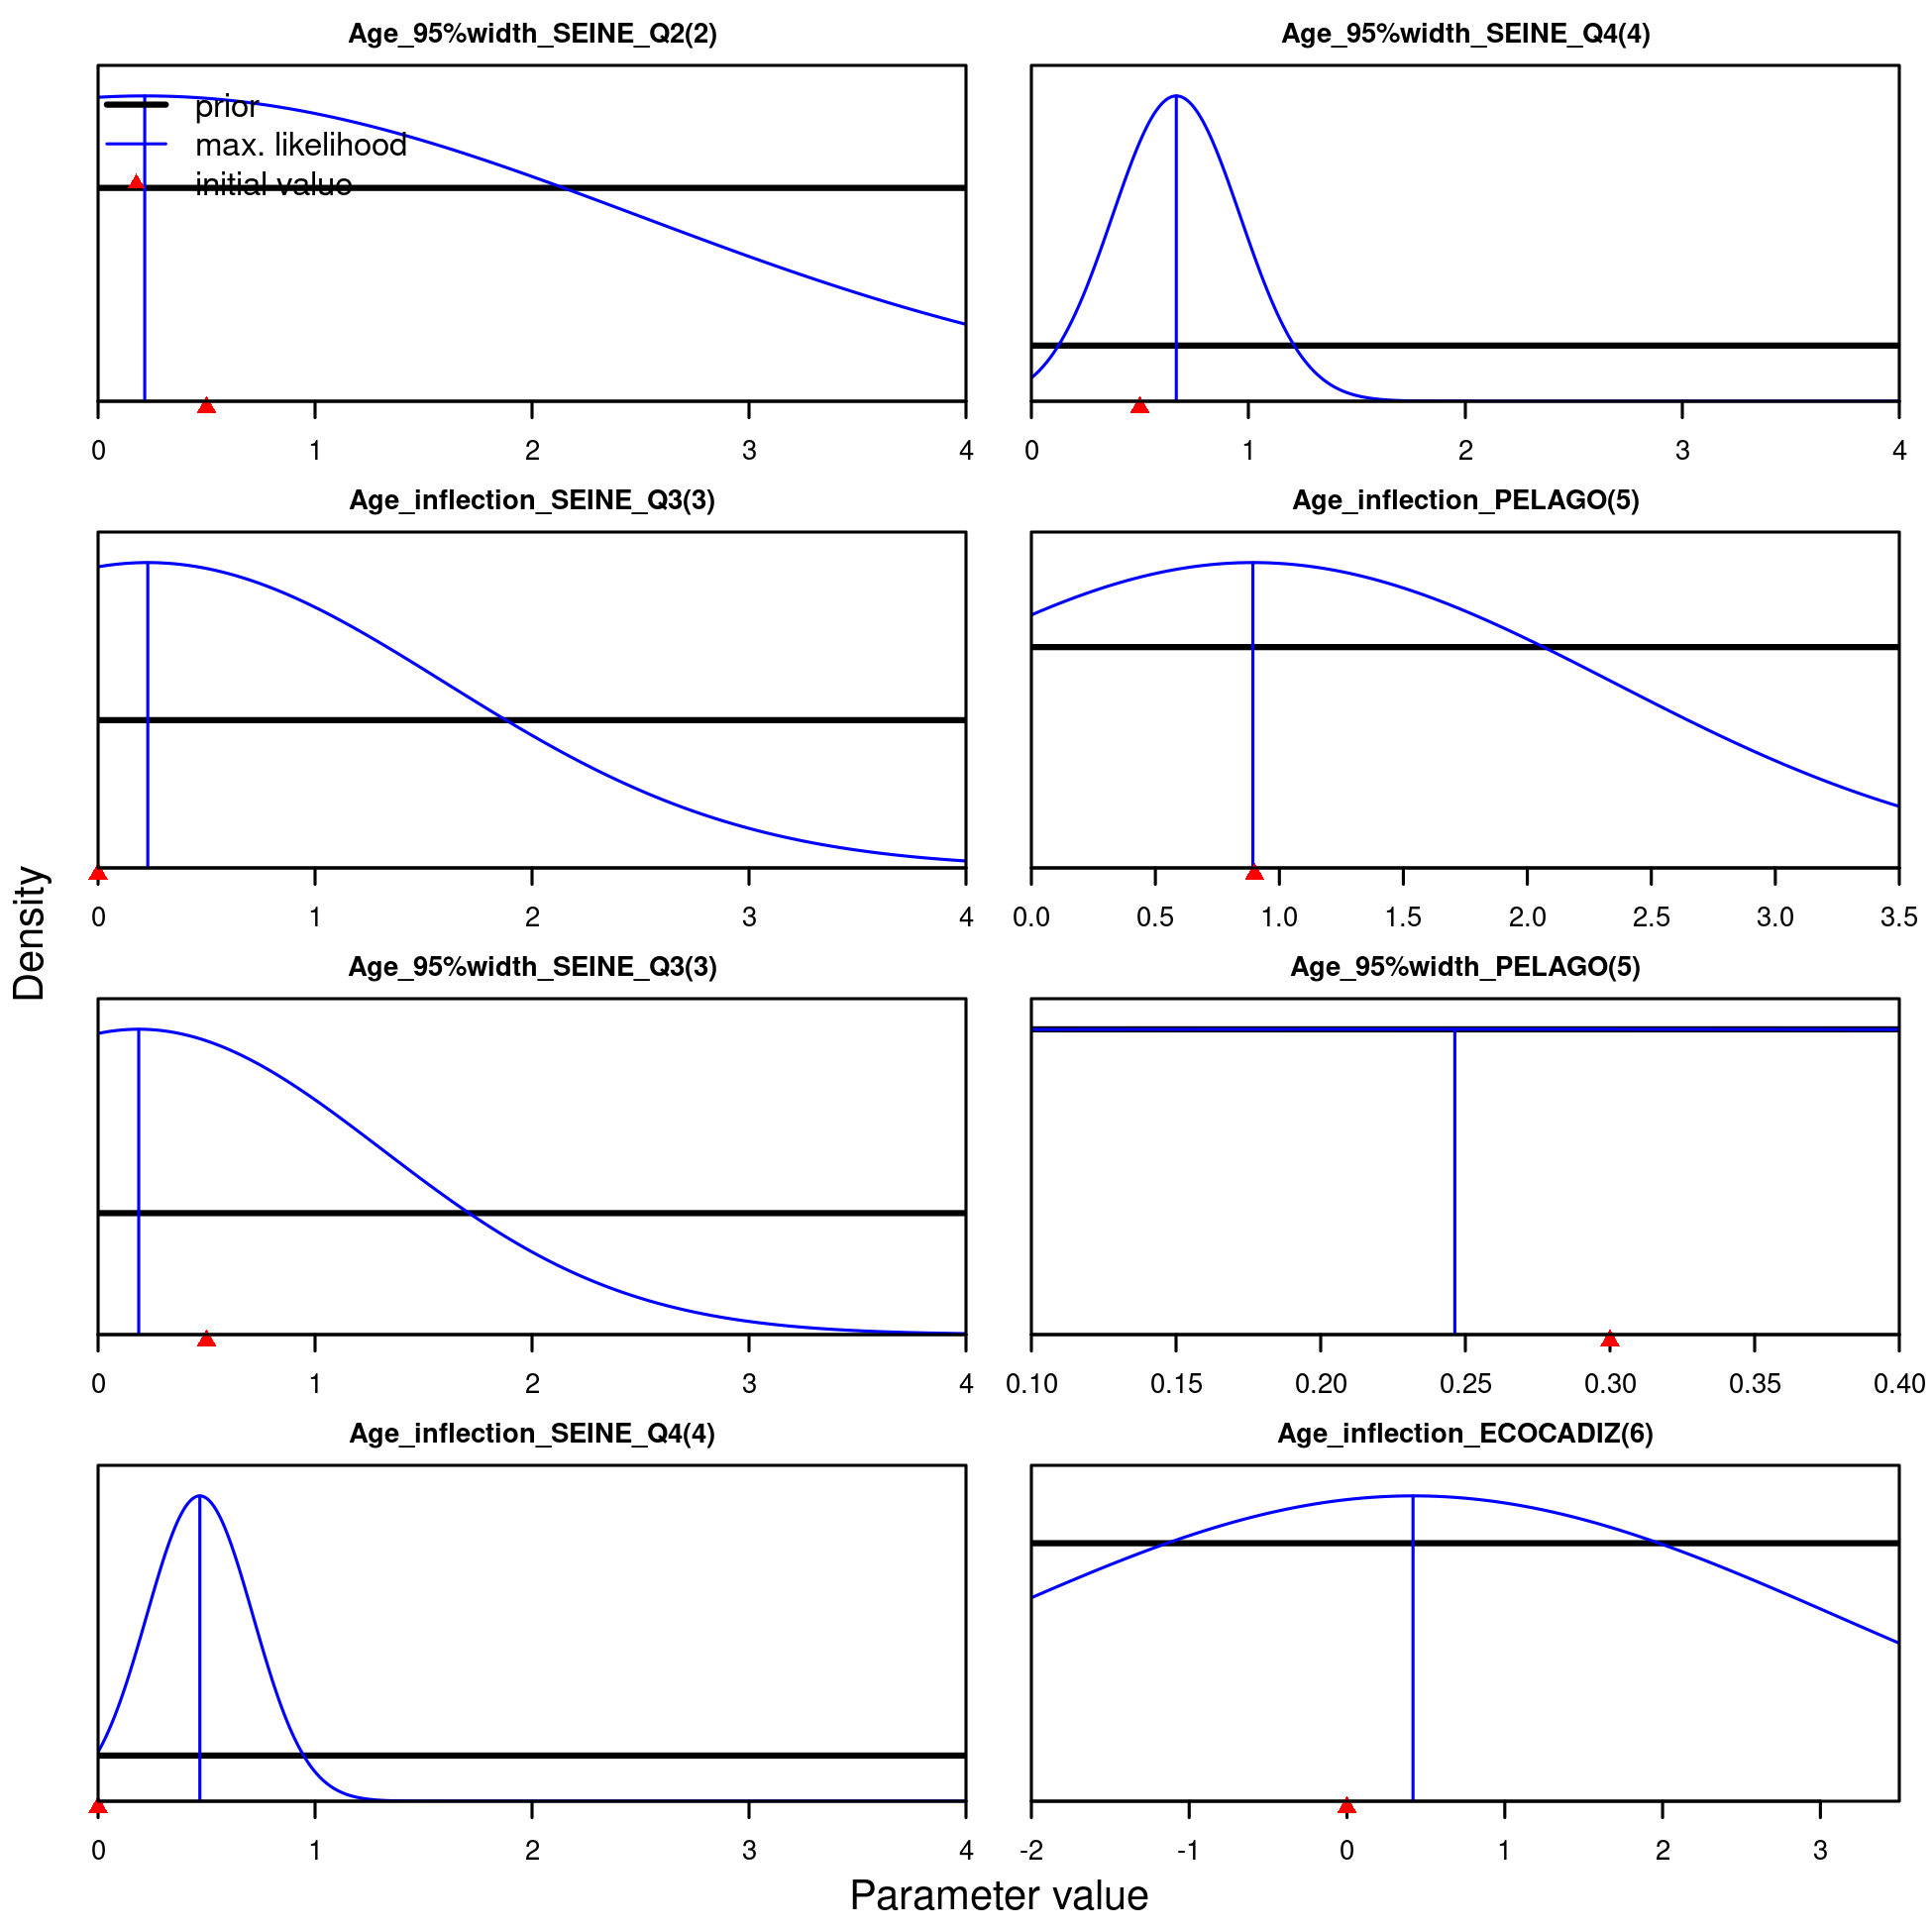 Age_95%width_SEINE_Q2(2)
prior
max. likelihood
initial value
0 1 2 3 4
Age_95%width_SEINE_Q4(4)
0 1 2 3 4
Age_inflection_SEINE_Q3(3)
0 1 2 3 4
Age_inflection_PELAGO(5)
0.0 0.5 1.0 1.5 2.0 2.5 3.0 3.5
Age_95%width_SEINE_Q3(3)
0 1 2 3 4
Age_95%width_PELAGO(5)
0.10 0.15 0.20 0.25 0.30 0.35 0.40
Age_inflection_SEINE_Q4(4)
0 1 2 3 4
Age_inflection_ECOCADIZ(6)
-2 -1 0 1 2 3
Density
Parameter value